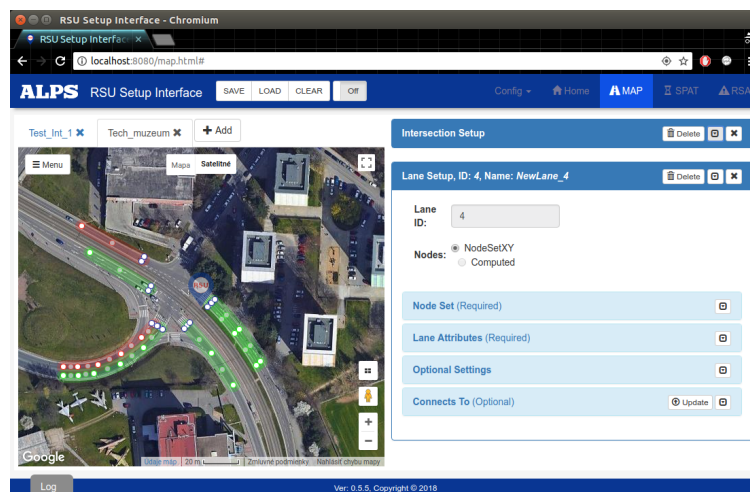 RSU Setup Interface - Chromium
RSU Setup Interfac
localhost:8080/map.html#
ALPS RSU Setup Interface SAVE LOAD CLEAR Off Config Home MAP SPAT RSA
Test_Int_1 Tech_muzeum Add
Menu Mapa Satelitné
RSU
Google
Údaje máp 20 m Zmluvné podmienky Nahlásiť chybu mapy
Intersection Setup Delete
Lane Setup, ID: 4, Name: NewLane_4 Delete
Lane ID: 4
Nodes: NodeSetXY
Computed
Node Set (Required)
Lane Attributes (Required)
Optional Settings
Connects To (Optional) Update
Log
Ver: 0.5.5, Copyright © 2018